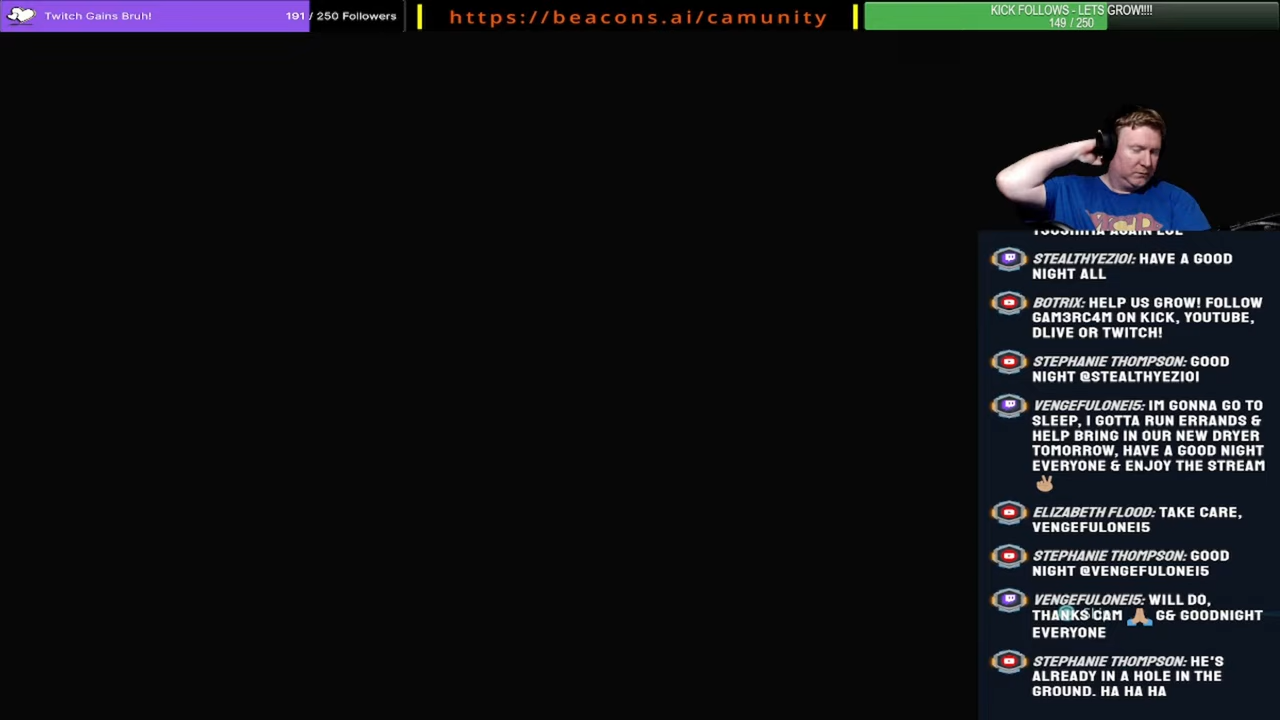 Twitch Gains Bruh!
191 / 250 Followers
https://beacons.ai/camunity
KICK FOLLOWS - LETS GROW!!!!
149 / 250
AGAIN LOL
STEALTHYEZIO1: HAVE A GOOD
NIGHT ALL
BOTRIX: HELP US GROW! FOLLOW
GAM3RC4M ON KICK, YOUTUBE,
DLIVE OR TWITCH!
STEPHANIE THOMPSON: GOOD
NIGHT @STEALTHYEZIO1
VENGEFULONE15: IM GONNA GO TO
SLEEP, I GOTTA RUN ERRANDS &
HELP BRING IN OUR NEW DRYER
TOMORROW, HAVE A GOOD NIGHT
EVERYONE & ENJOY THE STREAM
✌🏼
ELIZABETH FLOOD: TAKE CARE,
VENGEFULONE15
STEPHANIE THOMPSON: GOOD
NIGHT @VENGEFULONE15
VENGEFULONE15: WILL DO,
THANKS CAM 🙏🏼 G& GOODNIGHT
EVERYONE
STEPHANIE THOMPSON: HE'S
ALREADY IN A HOLE IN THE
GROUND. HA HA HA